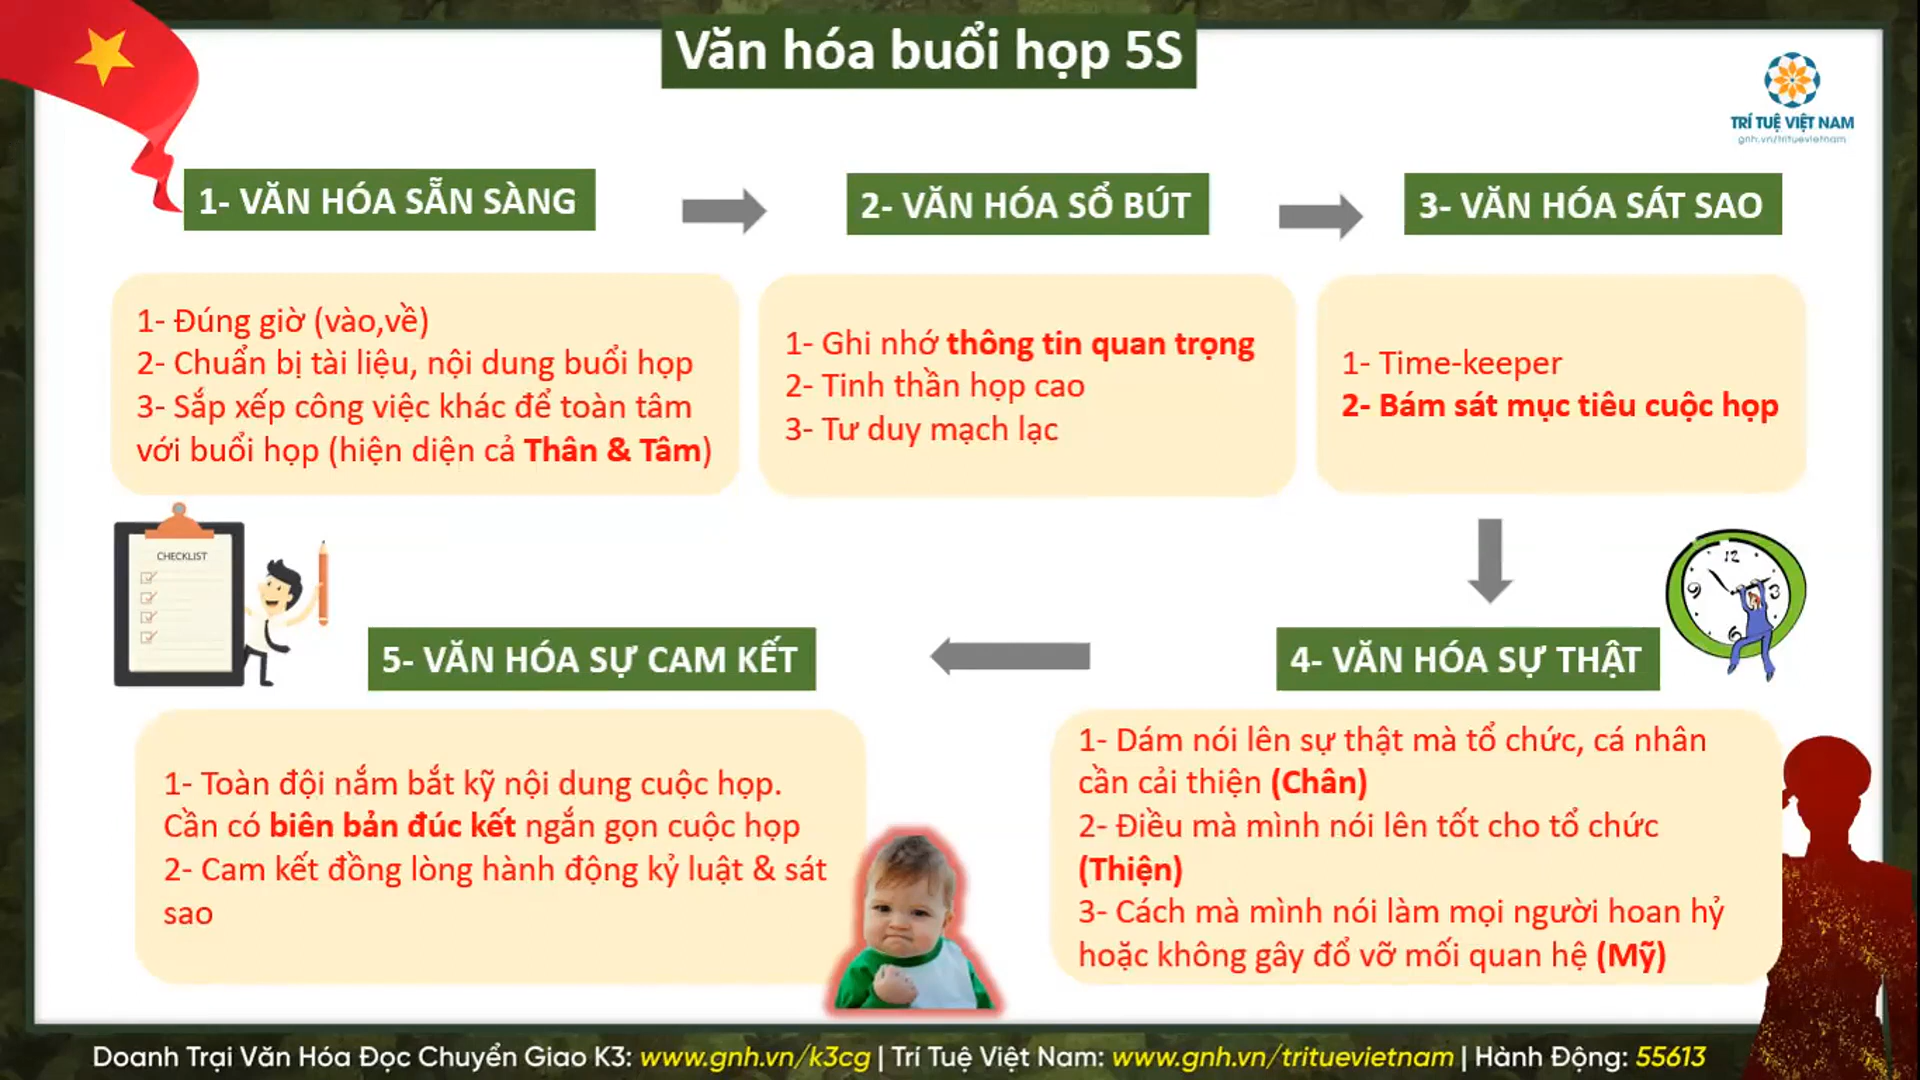 Văn hóa buổi họp 5S
TRÍ TUỆ VIỆT NAM
gnh.vn/trituevietnam
1- VĂN HÓA SẴN SÀNG
2- VĂN HÓA SỔ BÚT
3- VĂN HÓA SÁT SAO
1- Đúng giờ (vào,về)
2- Chuẩn bị tài liệu, nội dung buổi họp
3- Sắp xếp công việc khác để toàn tâm
với buổi họp (hiện diện cả Thân & Tâm)
1- Ghi nhớ thông tin quan trọng
2- Tinh thần họp cao
3- Tư duy mạch lạc
1- Time-keeper
2- Bám sát mục tiêu cuộc họp
CHECKLIST
12
9
3
6
4- VĂN HÓA SỰ THẬT
1- Dám nói lên sự thật mà tổ chức, cá nhân
cần cải thiện (Chân)
2- Điều mà mình nói lên tốt cho tổ chức
(Thiện)
3- Cách mà mình nói làm mọi người hoan hỷ
hoặc không gây đổ vỡ mối quan hệ (Mỹ)
5- VĂN HÓA SỰ CAM KẾT
1- Toàn đội nắm bắt kỹ nội dung cuộc họp.
Cần có biên bản đúc kết ngắn gọn cuộc họp
2- Cam kết đồng lòng hành động kỷ luật & sát
sao
Doanh Trại Văn Hóa Đọc Chuyển Giao K3: www.gnh.vn/k3cg | Trí Tuệ Việt Nam: www.gnh.vn/trituevietnam | Hành Động: 55613